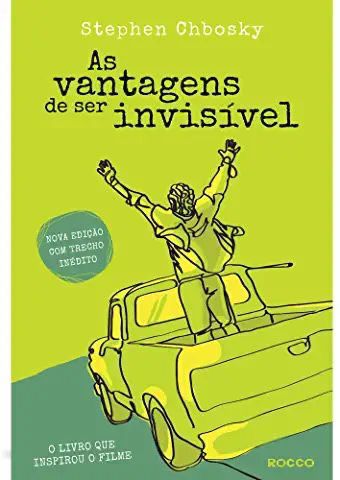 Stephen Chbosky
As
vantagens
de ser invisível
NOVA EDIÇÃO
COM TRECHO
INÉDITO
O LIVRO QUE
INSPIROU O FILME
ROCCO